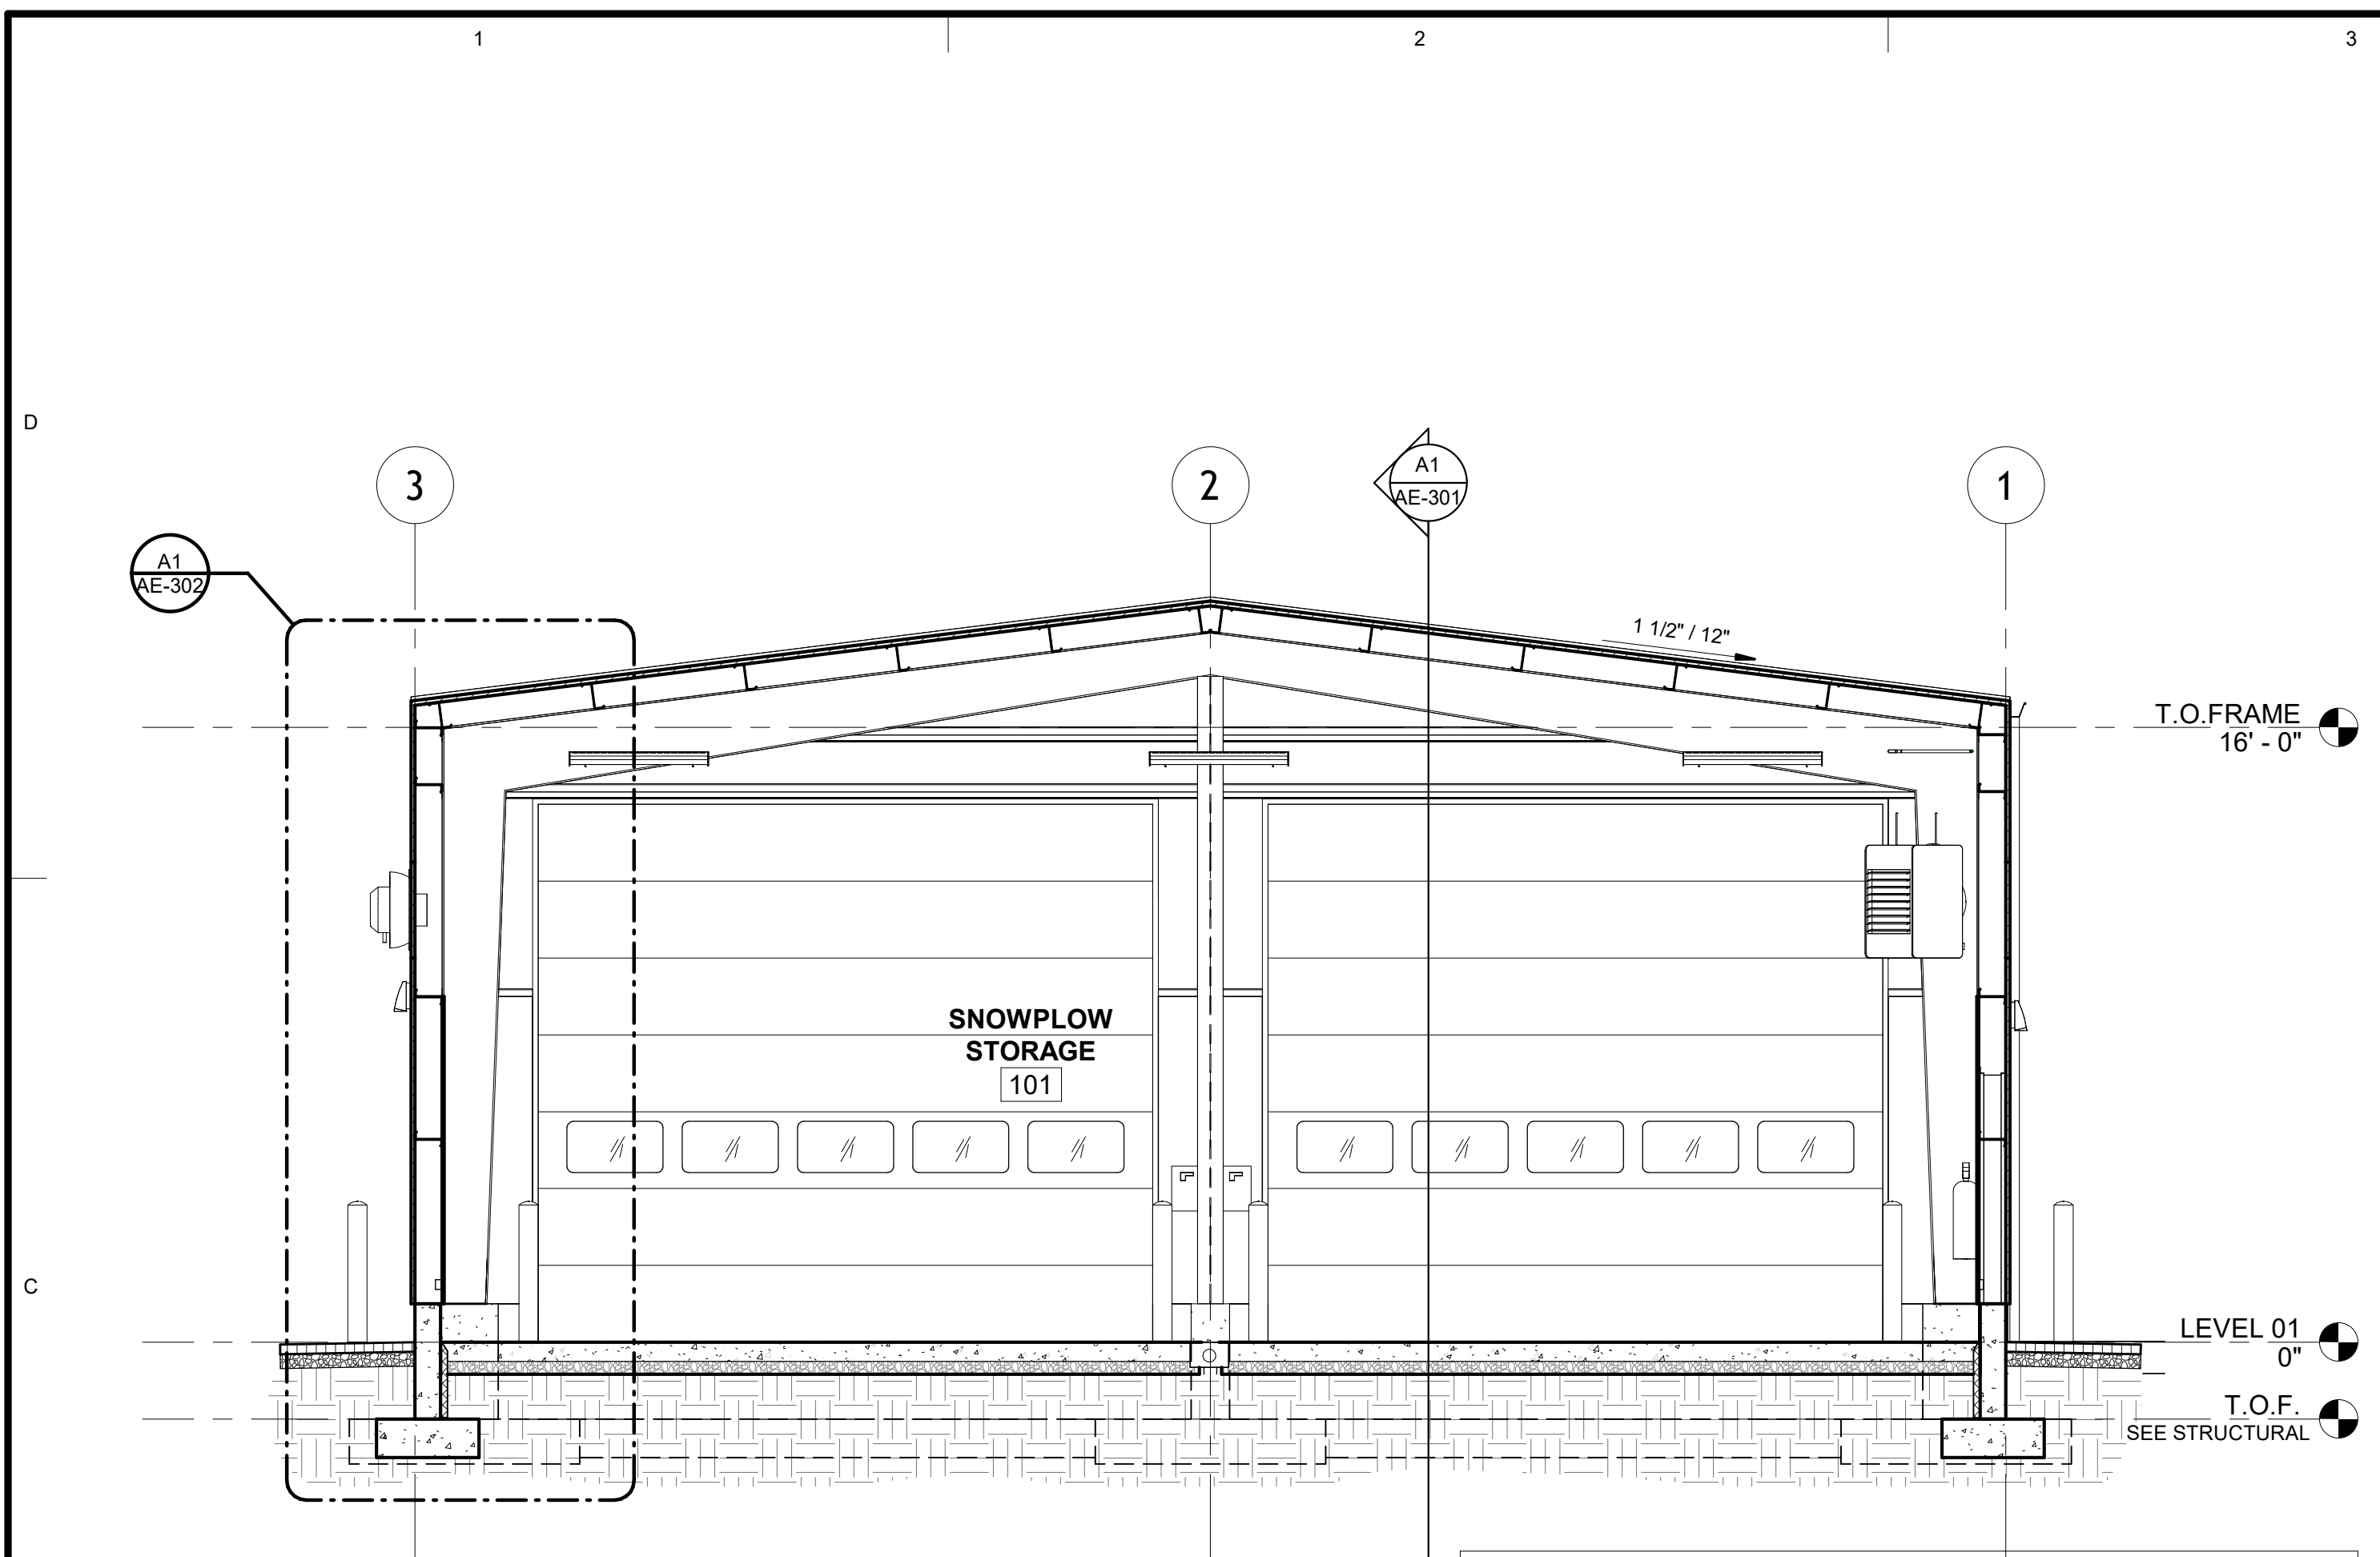 1
2
3
D
3
2
A1
AE-301
1
A1
AE-302
1 1/2" / 12"
T.O.FRAME
16' - 0"
SNOWPLOW
STORAGE
101
C
LEVEL 01
0"
T.O.F.
SEE STRUCTURAL